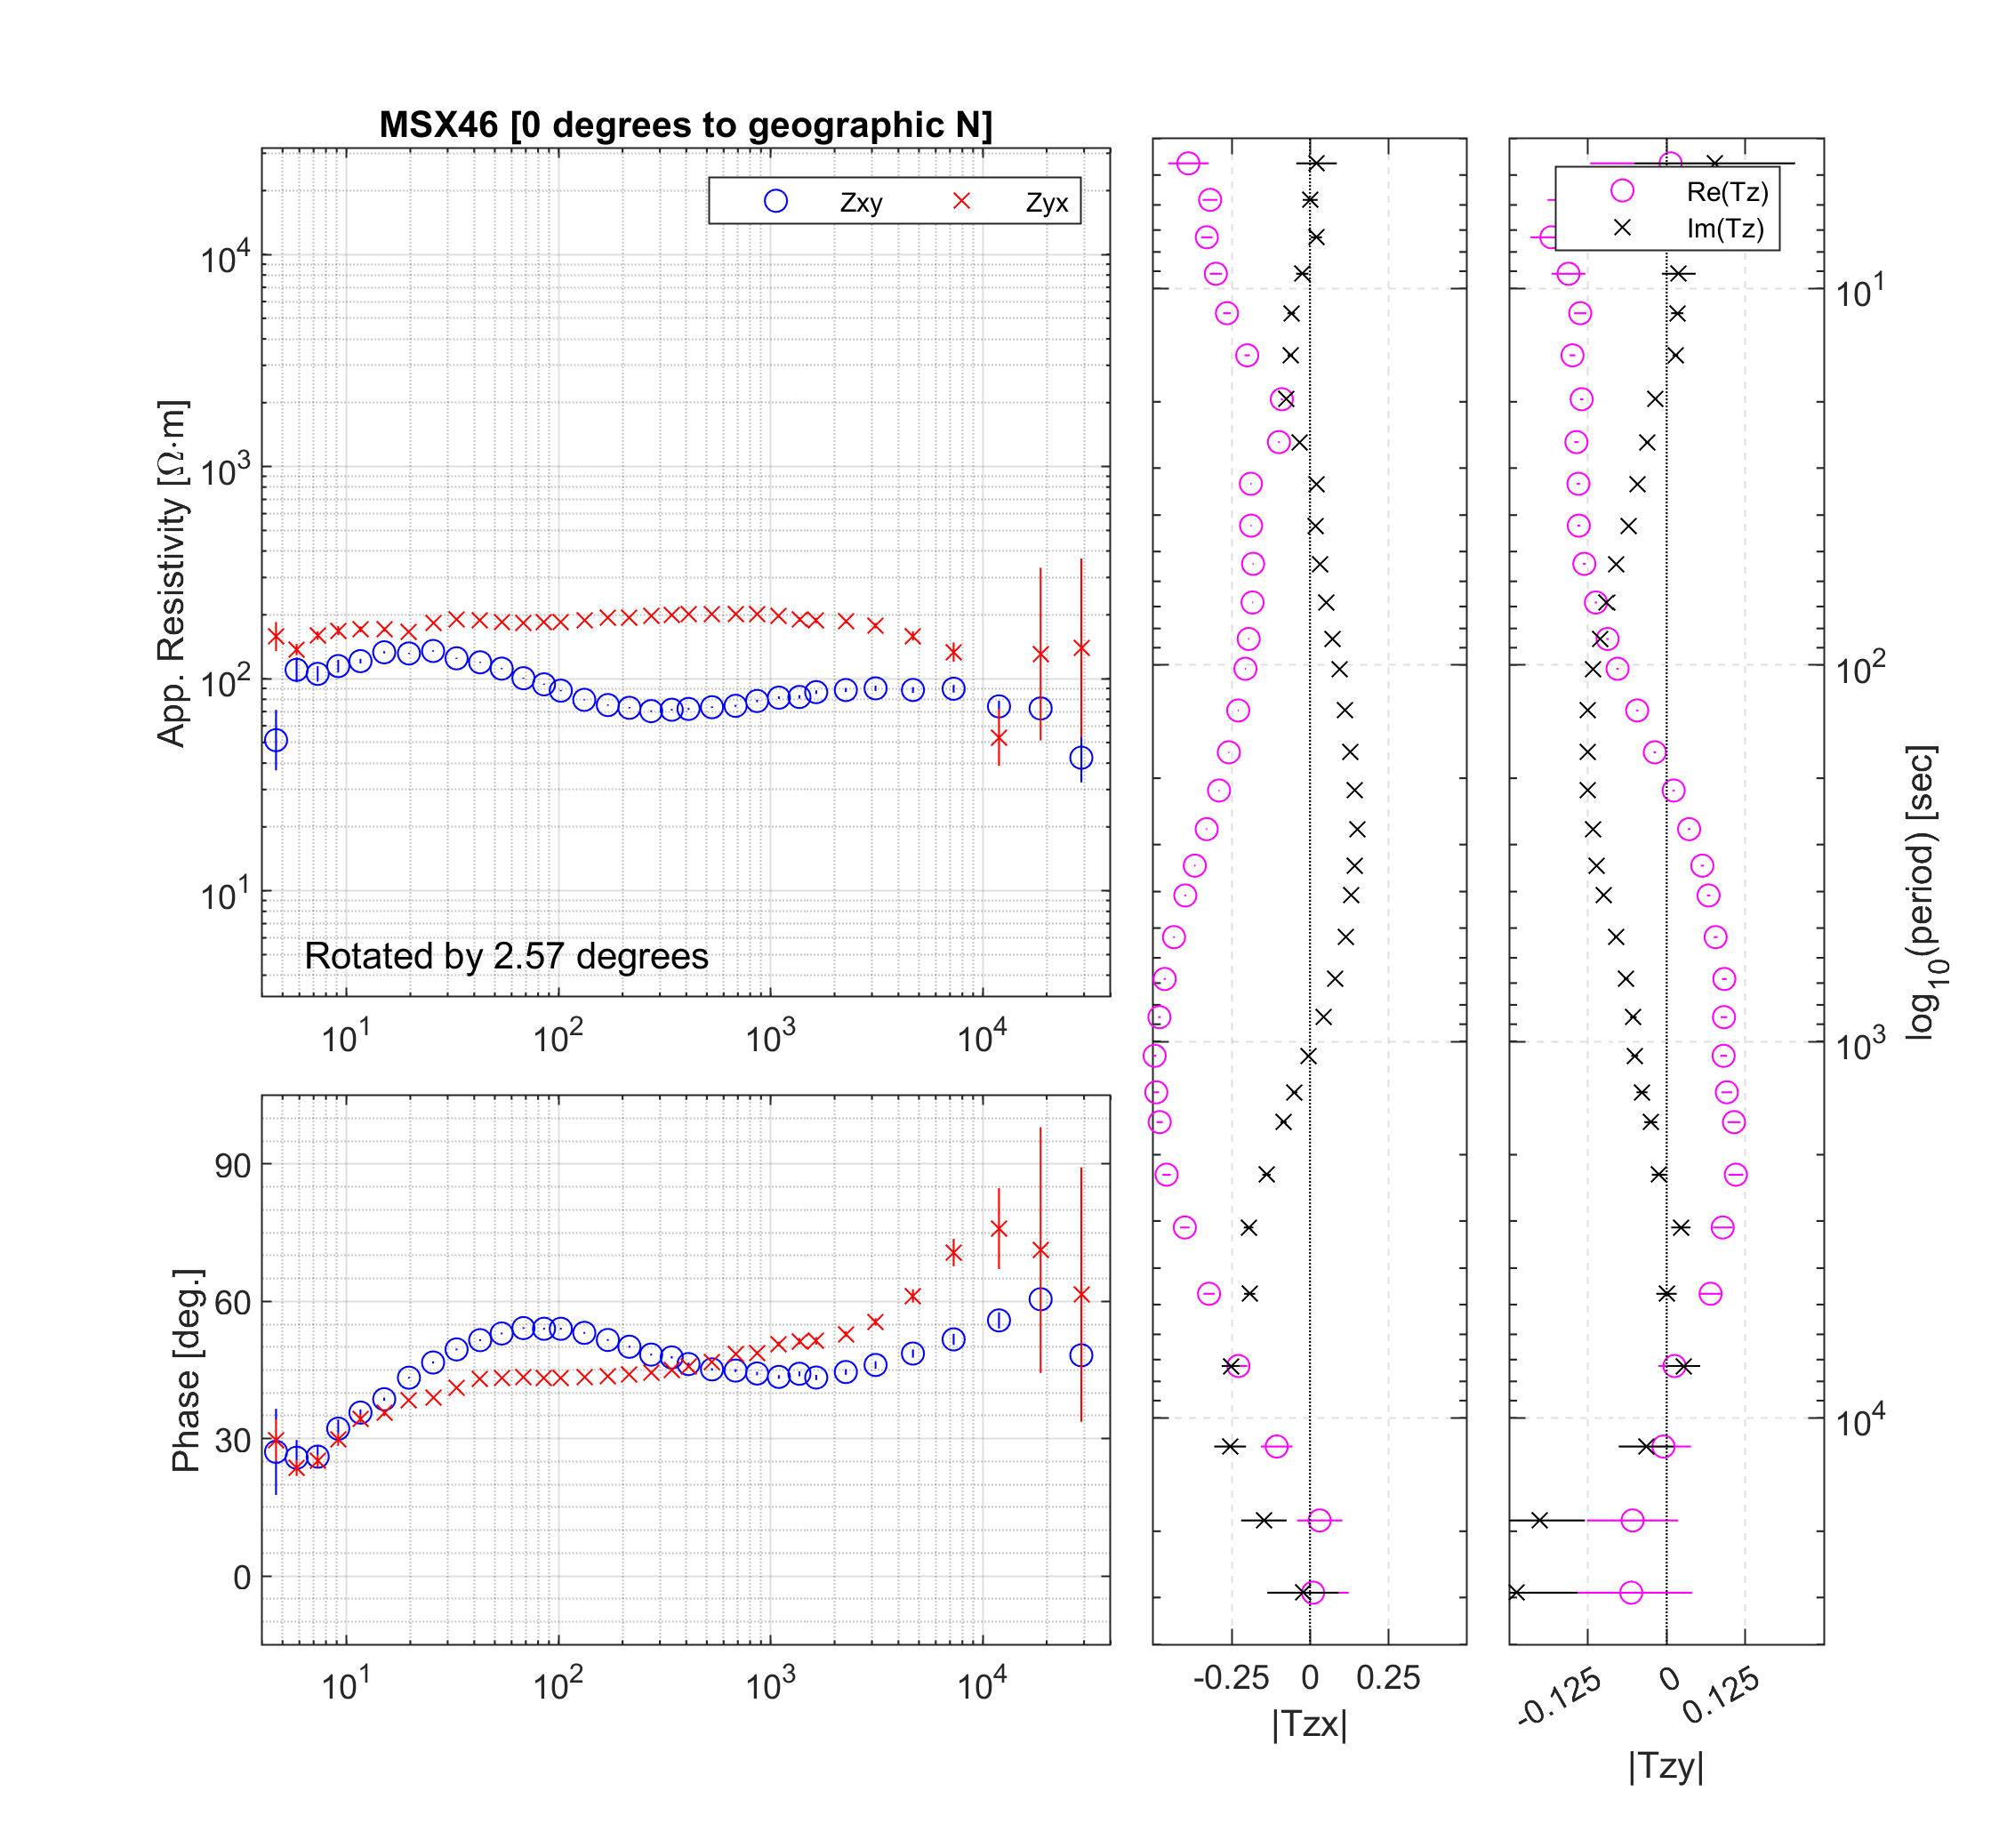 MSX46 [0 degrees to geographic N]
Zxy Zyx
App. Resistivity [Ω·m]
10^4
10^3
10^2
10^1
Rotated by 2.57 degrees
10^1 10^2 10^3 10^4
Phase [deg.]
90
60
30
0
10^1 10^2 10^3 10^4
-0.25 0 0.25
|Tzx|
Re(Tz)
Im(Tz)
10^1
10^2
10^3
10^4
log10(period) [sec]
-0.125 0 0.125
|Tzy|